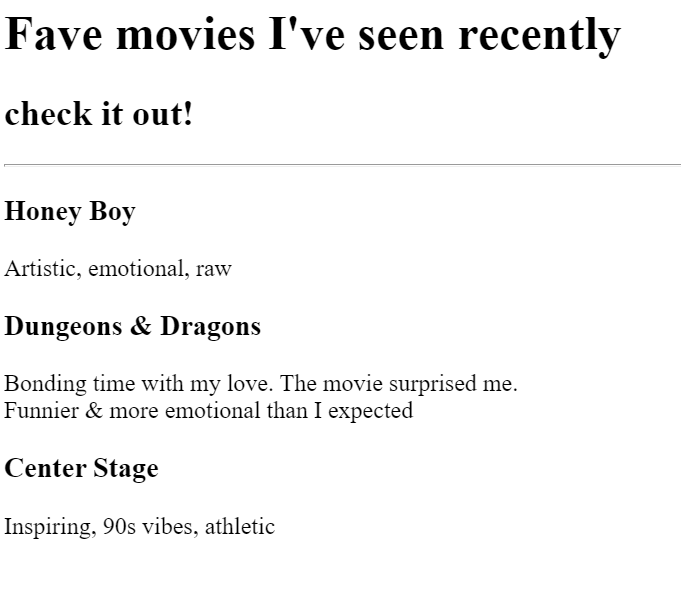 Fave movies I've seen recently
check it out!
Honey Boy
Artistic, emotional, raw
Dungeons & Dragons
Bonding time with my love. The movie surprised me.
Funnier & more emotional than I expected
Center Stage
Inspiring, 90s vibes, athletic